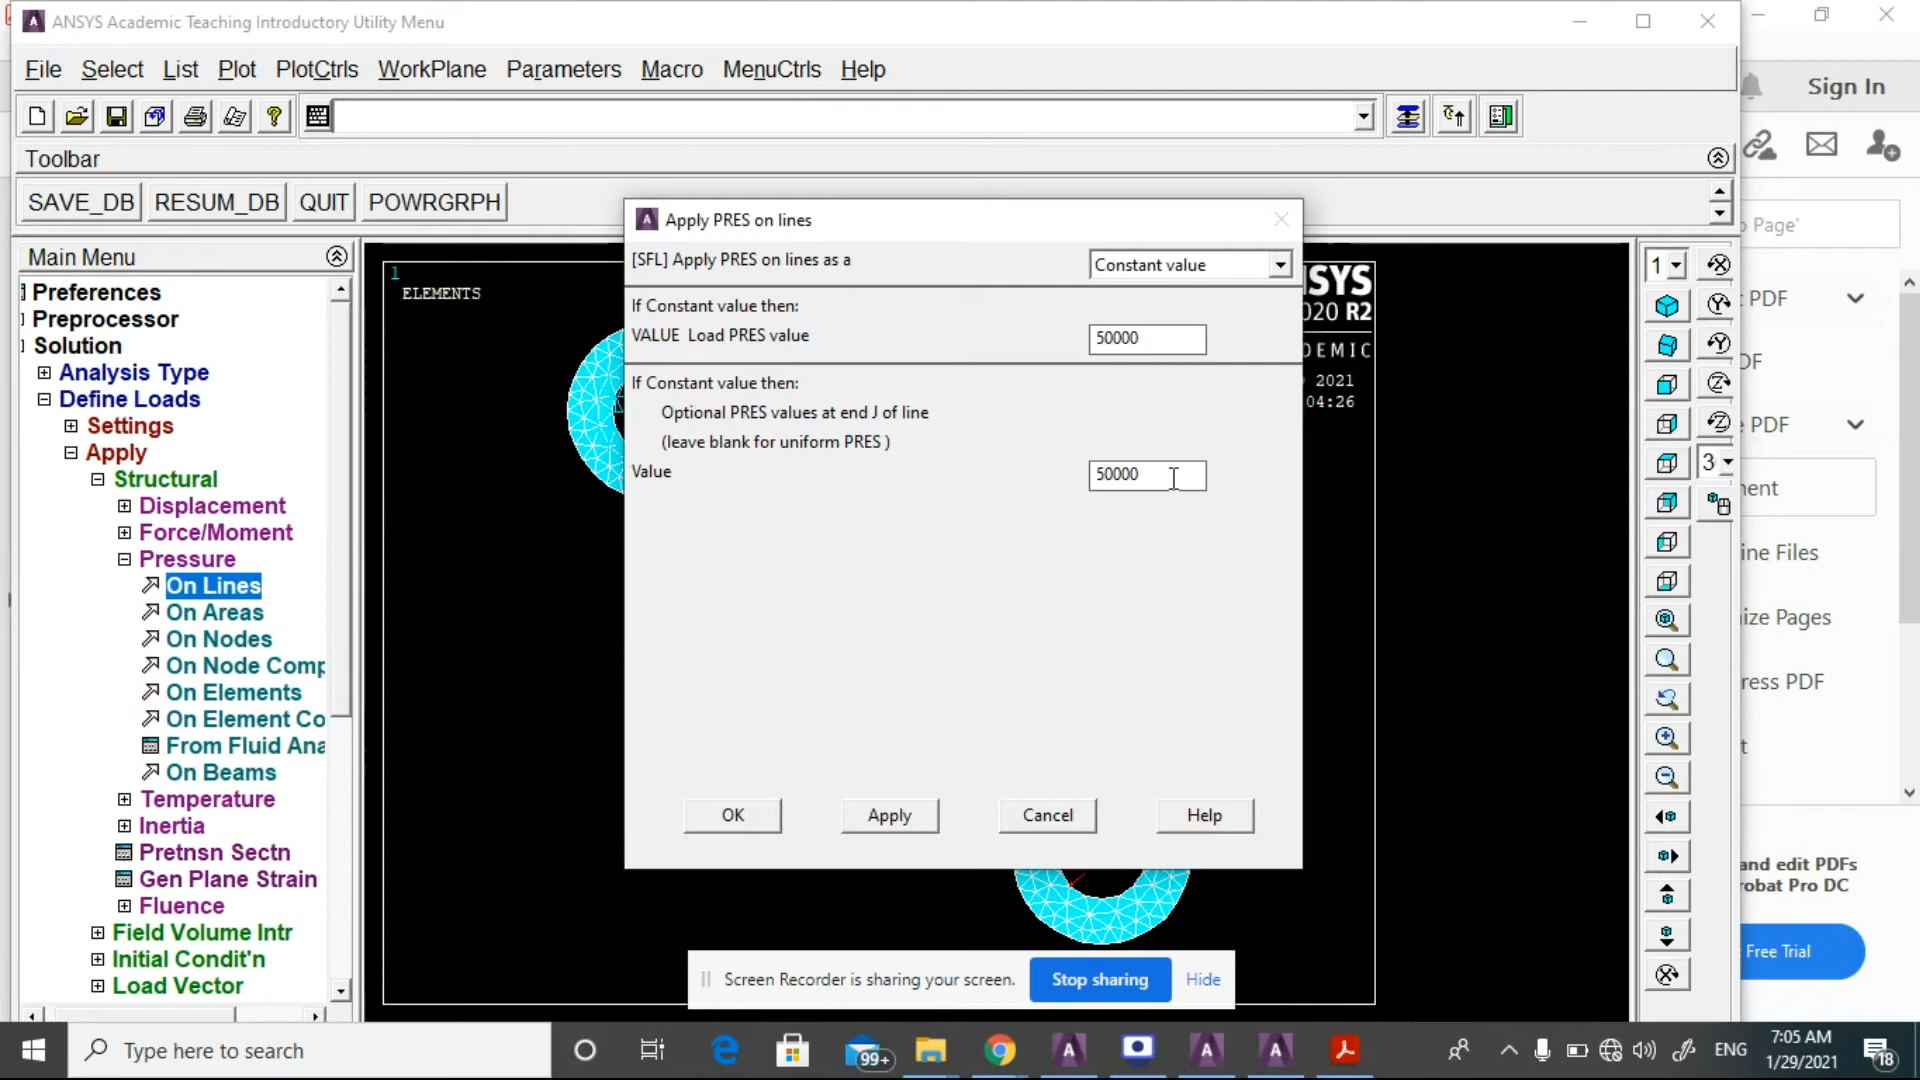 ANSYS Academic Teaching Introductory Utility Menu
File Select List Plot PlotCtrls WorkPlane Parameters Macro MenuCtrls Help
Sign In
Toolbar
SAVE_DB RESUM_DB QUIT POWRGRPH
Page'
Main Menu
Preferences
Preprocessor
Solution
Analysis Type
Define Loads
Settings
Apply
Structural
Displacement
Force/Moment
Pressure
On Lines
On Areas
On Nodes
On Node Comp
On Elements
On Element Co
From Fluid Ana
On Beams
Temperature
Inertia
Pretnsn Sectn
Gen Plane Strain
Fluence
Field Volume Intr
Initial Condit'n
Load Vector
1
ELEMENTS
Apply PRES on lines
[SFL] Apply PRES on lines as a
Constant value
If Constant value then:
VALUE Load PRES value
50000
If Constant value then:
Optional PRES values at end J of line
(leave blank for uniform PRES )
Value
50000
OK
Apply
Cancel
Help
SYS
020 R2
DEMIC
2021
04:26
1
3
PDF
DF
PDF
ment
ine Files
ize Pages
ress PDF
t
and edit PDFs
robat Pro DC
Free Trial
Screen Recorder is sharing your screen.
Stop sharing
Hide
Type here to search
99+
ENG
7:05 AM
1/29/2021
18